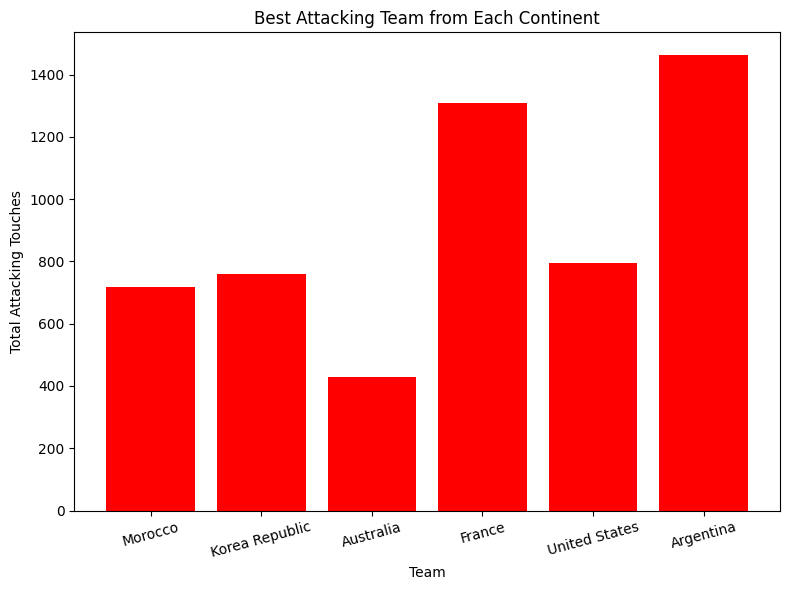 Best Attacking Team from Each Continent
Total Attacking Touches
1400
1200
1000
800
600
400
200
0
Morocco
Korea Republic
Australia
France
United States
Argentina
Team